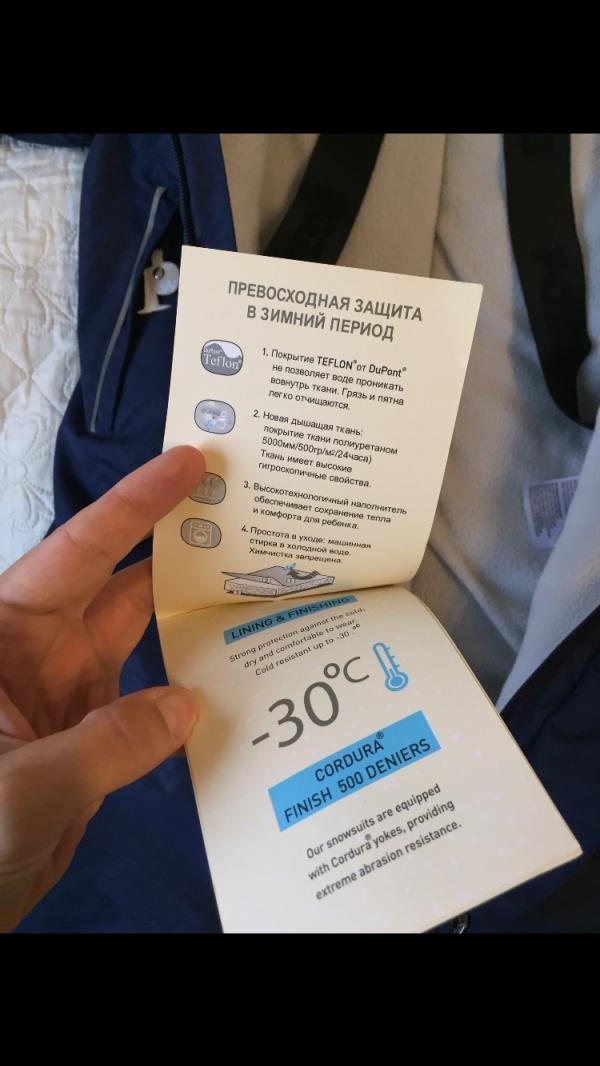 ПРЕВОСХОДНАЯ ЗАЩИТА
В ЗИМНИЙ ПЕРИОД
DuPont
Teflon®
1. Покрытие TEFLON® от DuPont®
не позволяет воде проникать
вовнутрь ткани. Грязь и пятна
легко отчищаются.
2. Новая дышащая ткань:
покрытие ткани полиуретаном
5000мм/500гр/м2/24часа)
Ткань имеет высокие
гигроскопичные свойства.
3. Высокотехнологичный наполнитель
обеспечивает сохранение тепла
и комфорта для ребенка.
4. Простота в уходе: машинная
стирка в холодной воде.
Химчистка запрещена.
LINING & FINISHING
Strong protection against the cold;
dry and comfortable to wear.
Cold resistant up to -30 °c
-30°C
CORDURA®
FINISH 500 DENIERS
Our snowsuits are equipped
with Cordura® yokes, providing
extreme abrasion resistance.